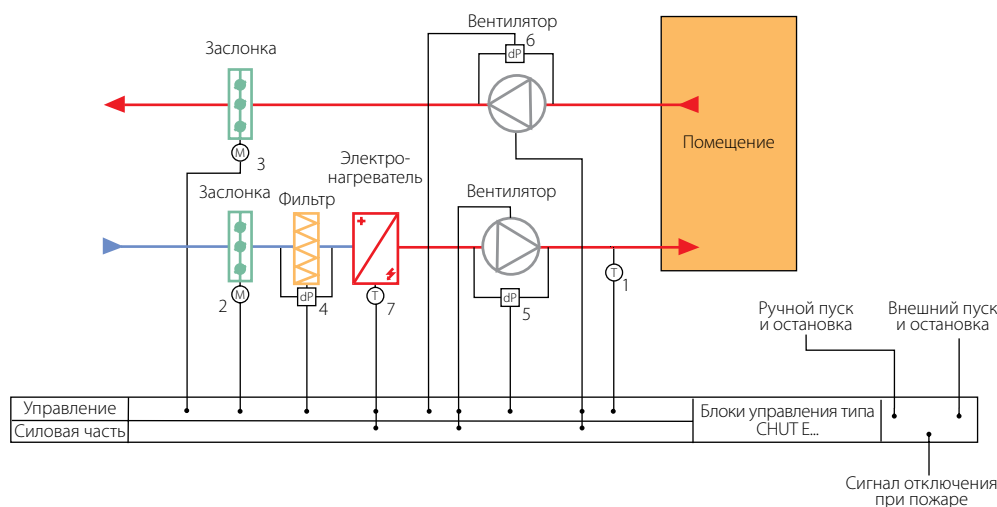 Вентилятор
6
dP
Заслонка
M
3
Помещение
Электро-
нагреватель
Заслонка
Фильтр
Вентилятор
M
2
dP
4
T
7
dP
5
T
1
Ручной пуск
и остановка
Внешний пуск
и остановка
Управление
Силовая часть
Блоки управления типа
CHUT E...
Сигнал отключения
при пожаре